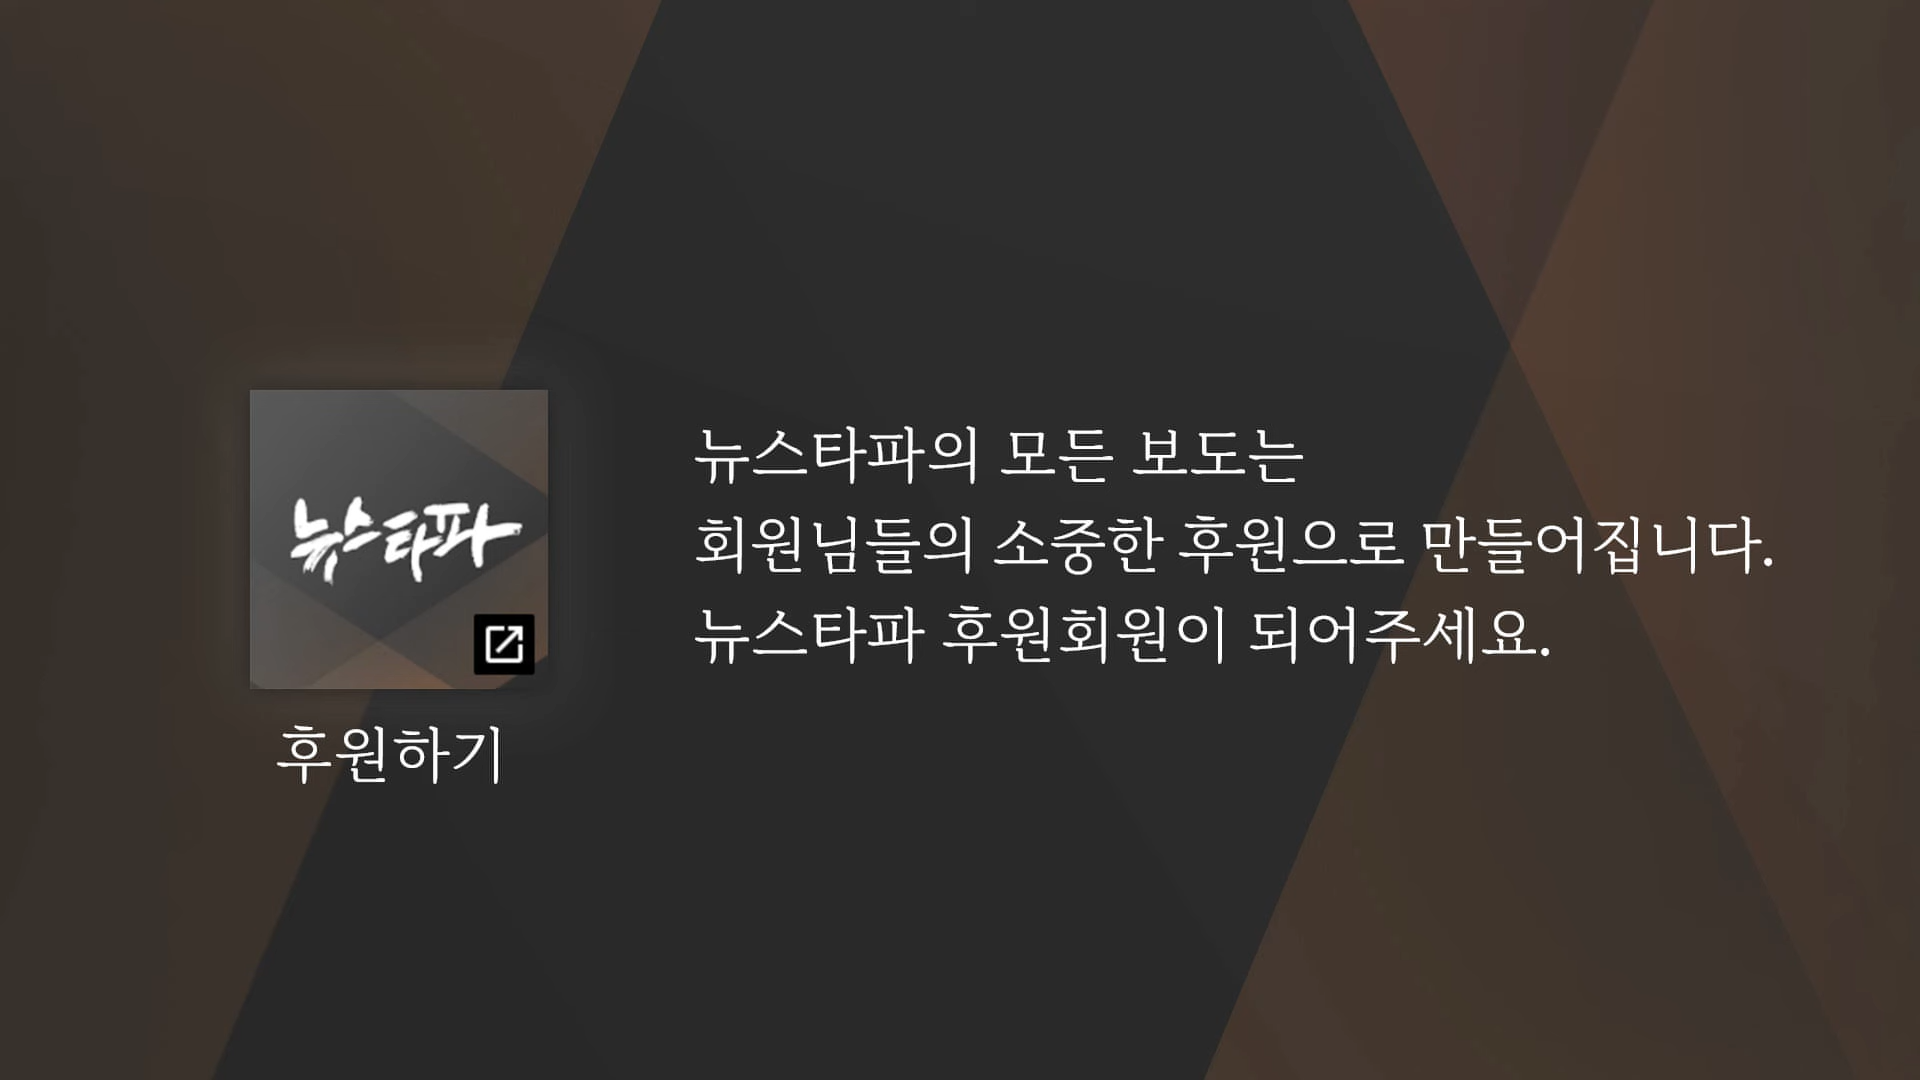 뉴스타파
후원하기
뉴스타파의 모든 보도는
회원님들의 소중한 후원으로 만들어집니다.
뉴스타파 후원회원이 되어주세요.